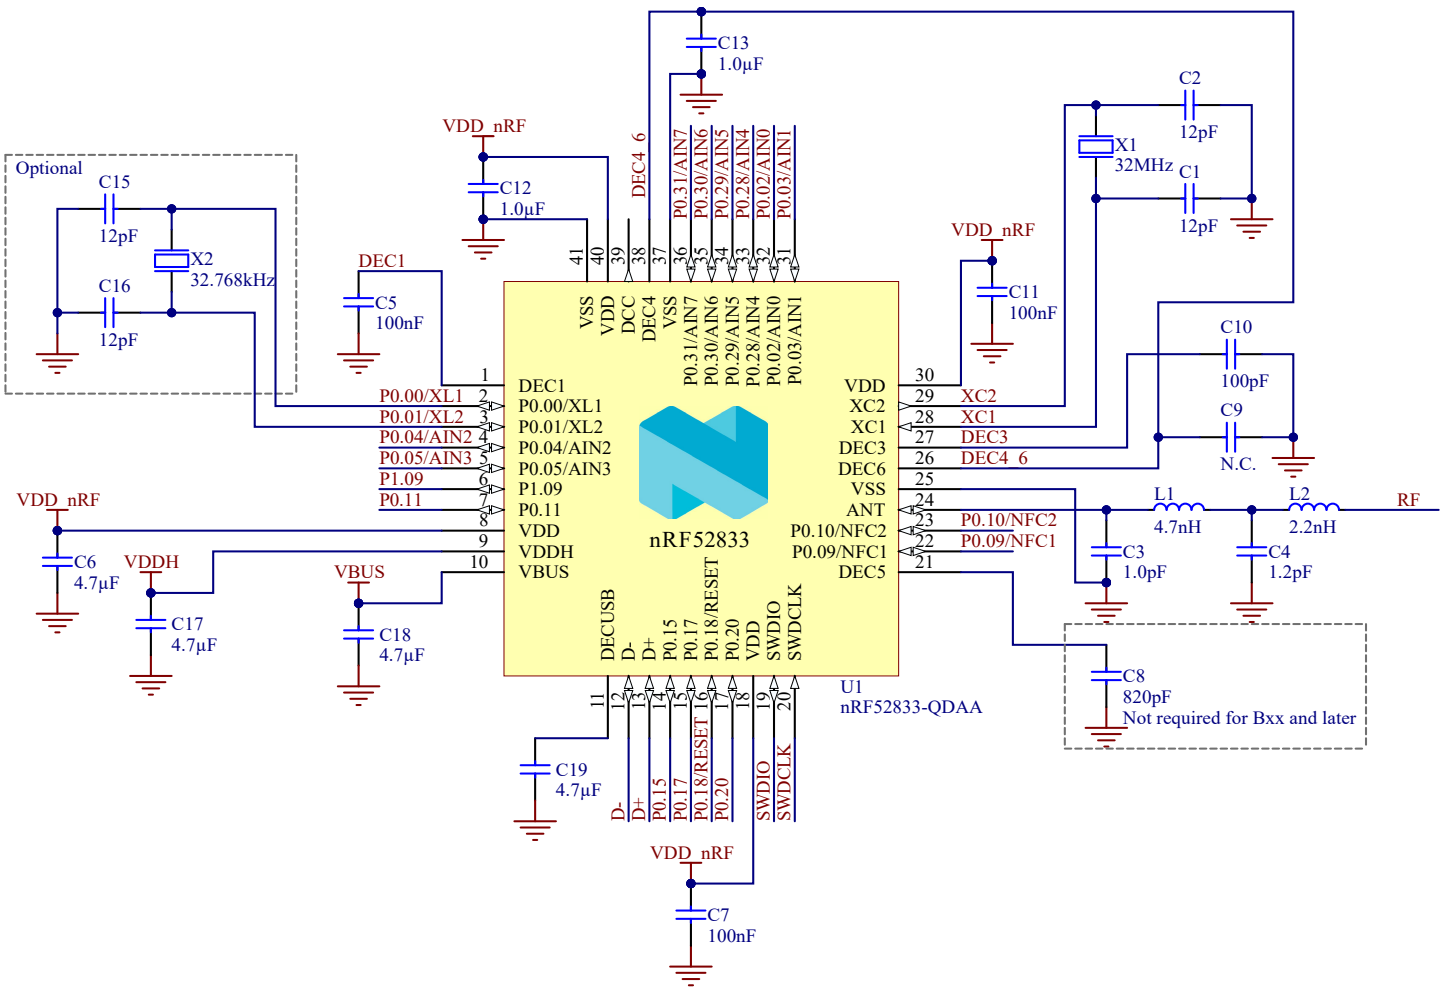 C13
1.0µF
DEC4_6
P0.31/AIN7
P0.30/AIN6
P0.29/AIN5
P0.28/AIN4
P0.02/AIN0
P0.03/AIN1
VDD_nRF
C12
1.0µF
C2
12pF
X1
32MHz
C1
12pF
Optional
C15
12pF
X2
32.768kHz
C16
12pF
DEC1
C5
100nF
VDD_nRF
C11
100nF
C10
100pF
C9
N.C.
41
40
39
38
37
36
35
34
33
32
31
VSS
VDD
DCC
DEC4
VSS
P0.31/AIN7
P0.30/AIN6
P0.29/AIN5
P0.28/AIN4
P0.02/AIN0
P0.03/AIN1
1 DEC1
P0.00/XL1 2 P0.00/XL1
P0.01/XL2 3 P0.01/XL2
P0.04/AIN2 4 P0.04/AIN2
P0.05/AIN3 5 P0.05/AIN3
P1.09 6 P1.09
P0.11 7 P0.11
8 VDD
9 VDDH
10 VBUS
VDD 30
XC2 29 XC2
XC1 28 XC1
DEC3 27 DEC3
DEC6 26 DEC4_6
VSS 25
ANT 24
P0.10/NFC2 23 P0.10/NFC2
P0.09/NFC1 22 P0.09/NFC1
DEC5 21
nRF52833
L1
4.7nH
L2
2.2nH
RF
C3
1.0pF
C4
1.2pF
VDD_nRF
C6
4.7µF
VDDH
C17
4.7µF
VBUS
C18
4.7µF
DECUSB
D-
D+
P0.15
P0.17
P0.18/RESET
P0.20
VDD
SWDIO
SWDCLK
11
12
13
14
15
16
17
18
19
20
U1
nRF52833-QDAA
C8
820pF
Not required for Bxx and later
C19
4.7µF
D-
D+
P0.15
P0.17
P0.18/RESET
P0.20
SWDIO
SWDCLK
VDD_nRF
C7
100nF